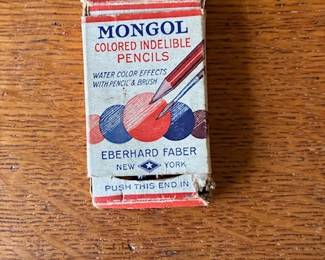 MONGOL
COLORED INDELIBLE
PENCILS
WATER COLOR EFFECTS
WITH PENCIL & BRUSH
EBERHARD FABER
NEW YORK
PUSH THIS END IN